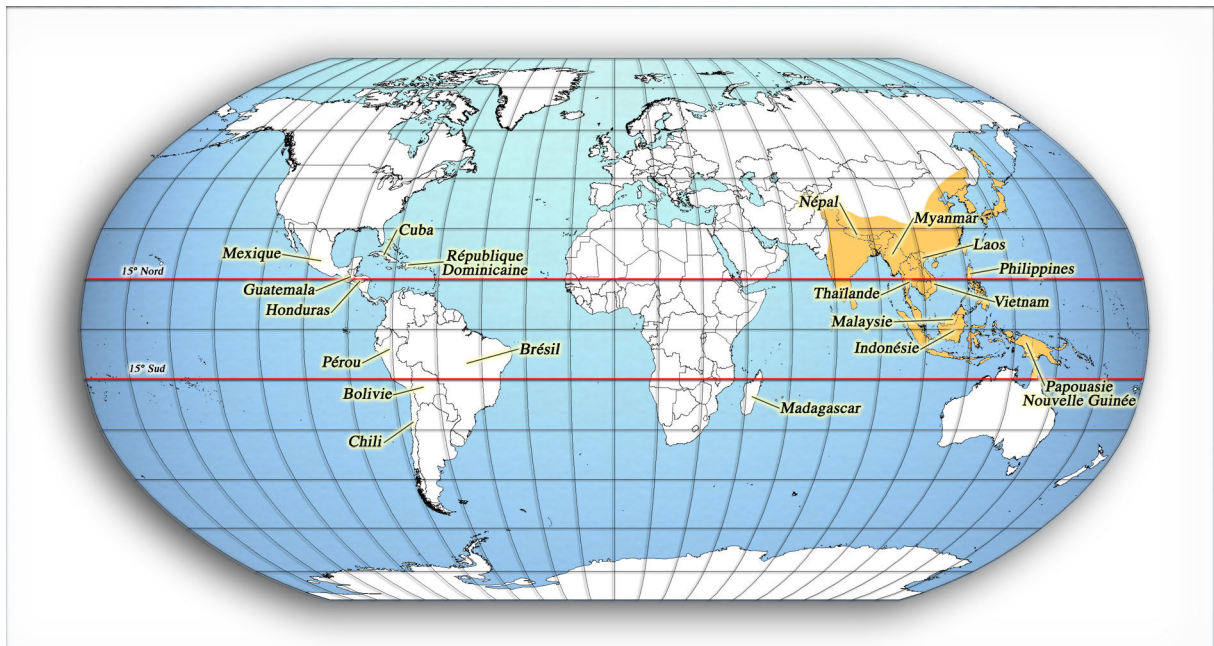 Népal
Myanmar
Cuba
Laos
Mexique
République
Dominicaine
15° Nord
Philippines
Guatemala
Thaïlande
Vietnam
Honduras
Malaysie
Indonésie
Brésil
Pérou
15° Sud
Bolivie
Papouasie
Nouvelle Guinée
Madagascar
Chili